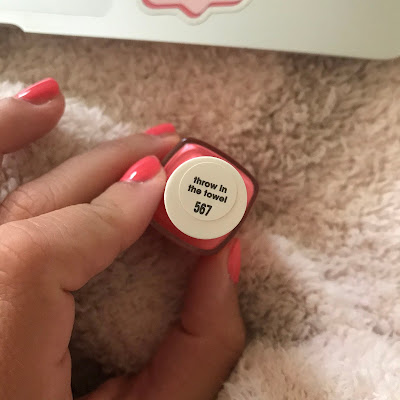 throw in
the towel
567